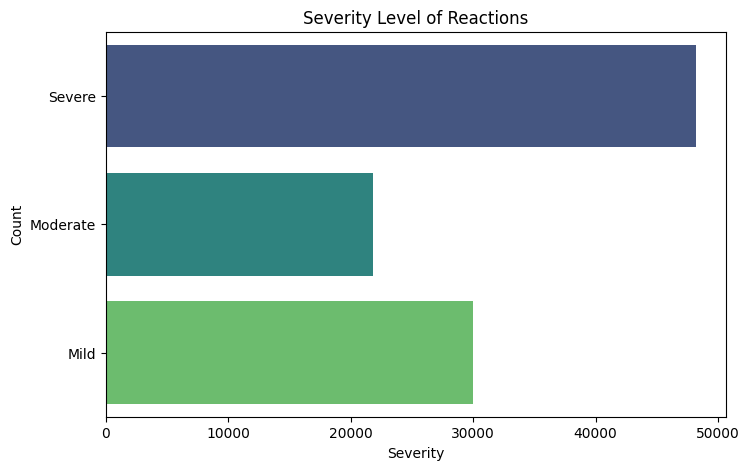 Severity Level of Reactions
Severe
Moderate
Mild
Count
0 10000 20000 30000 40000 50000
Severity